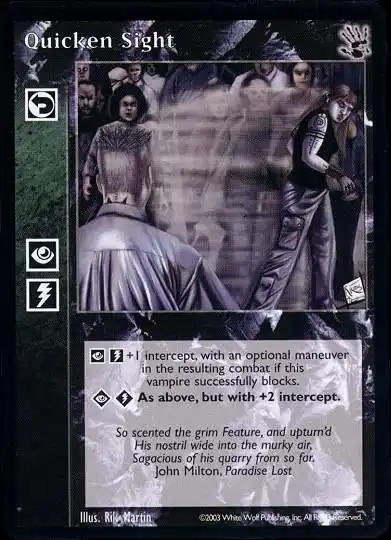 Quicken Sight
+1 intercept, with an optional maneuver
in the resulting combat if this
vampire successfully blocks.
As above, but with +2 intercept.
So scented the grim Feature, and upturn'd
His nostril wide into the murky air,
Sagacious of his quarry from so far.
John Milton, Paradise Lost
Illus. Rik Martin
©2003 White Wolf Publishing, Inc. All Rights Reserved.